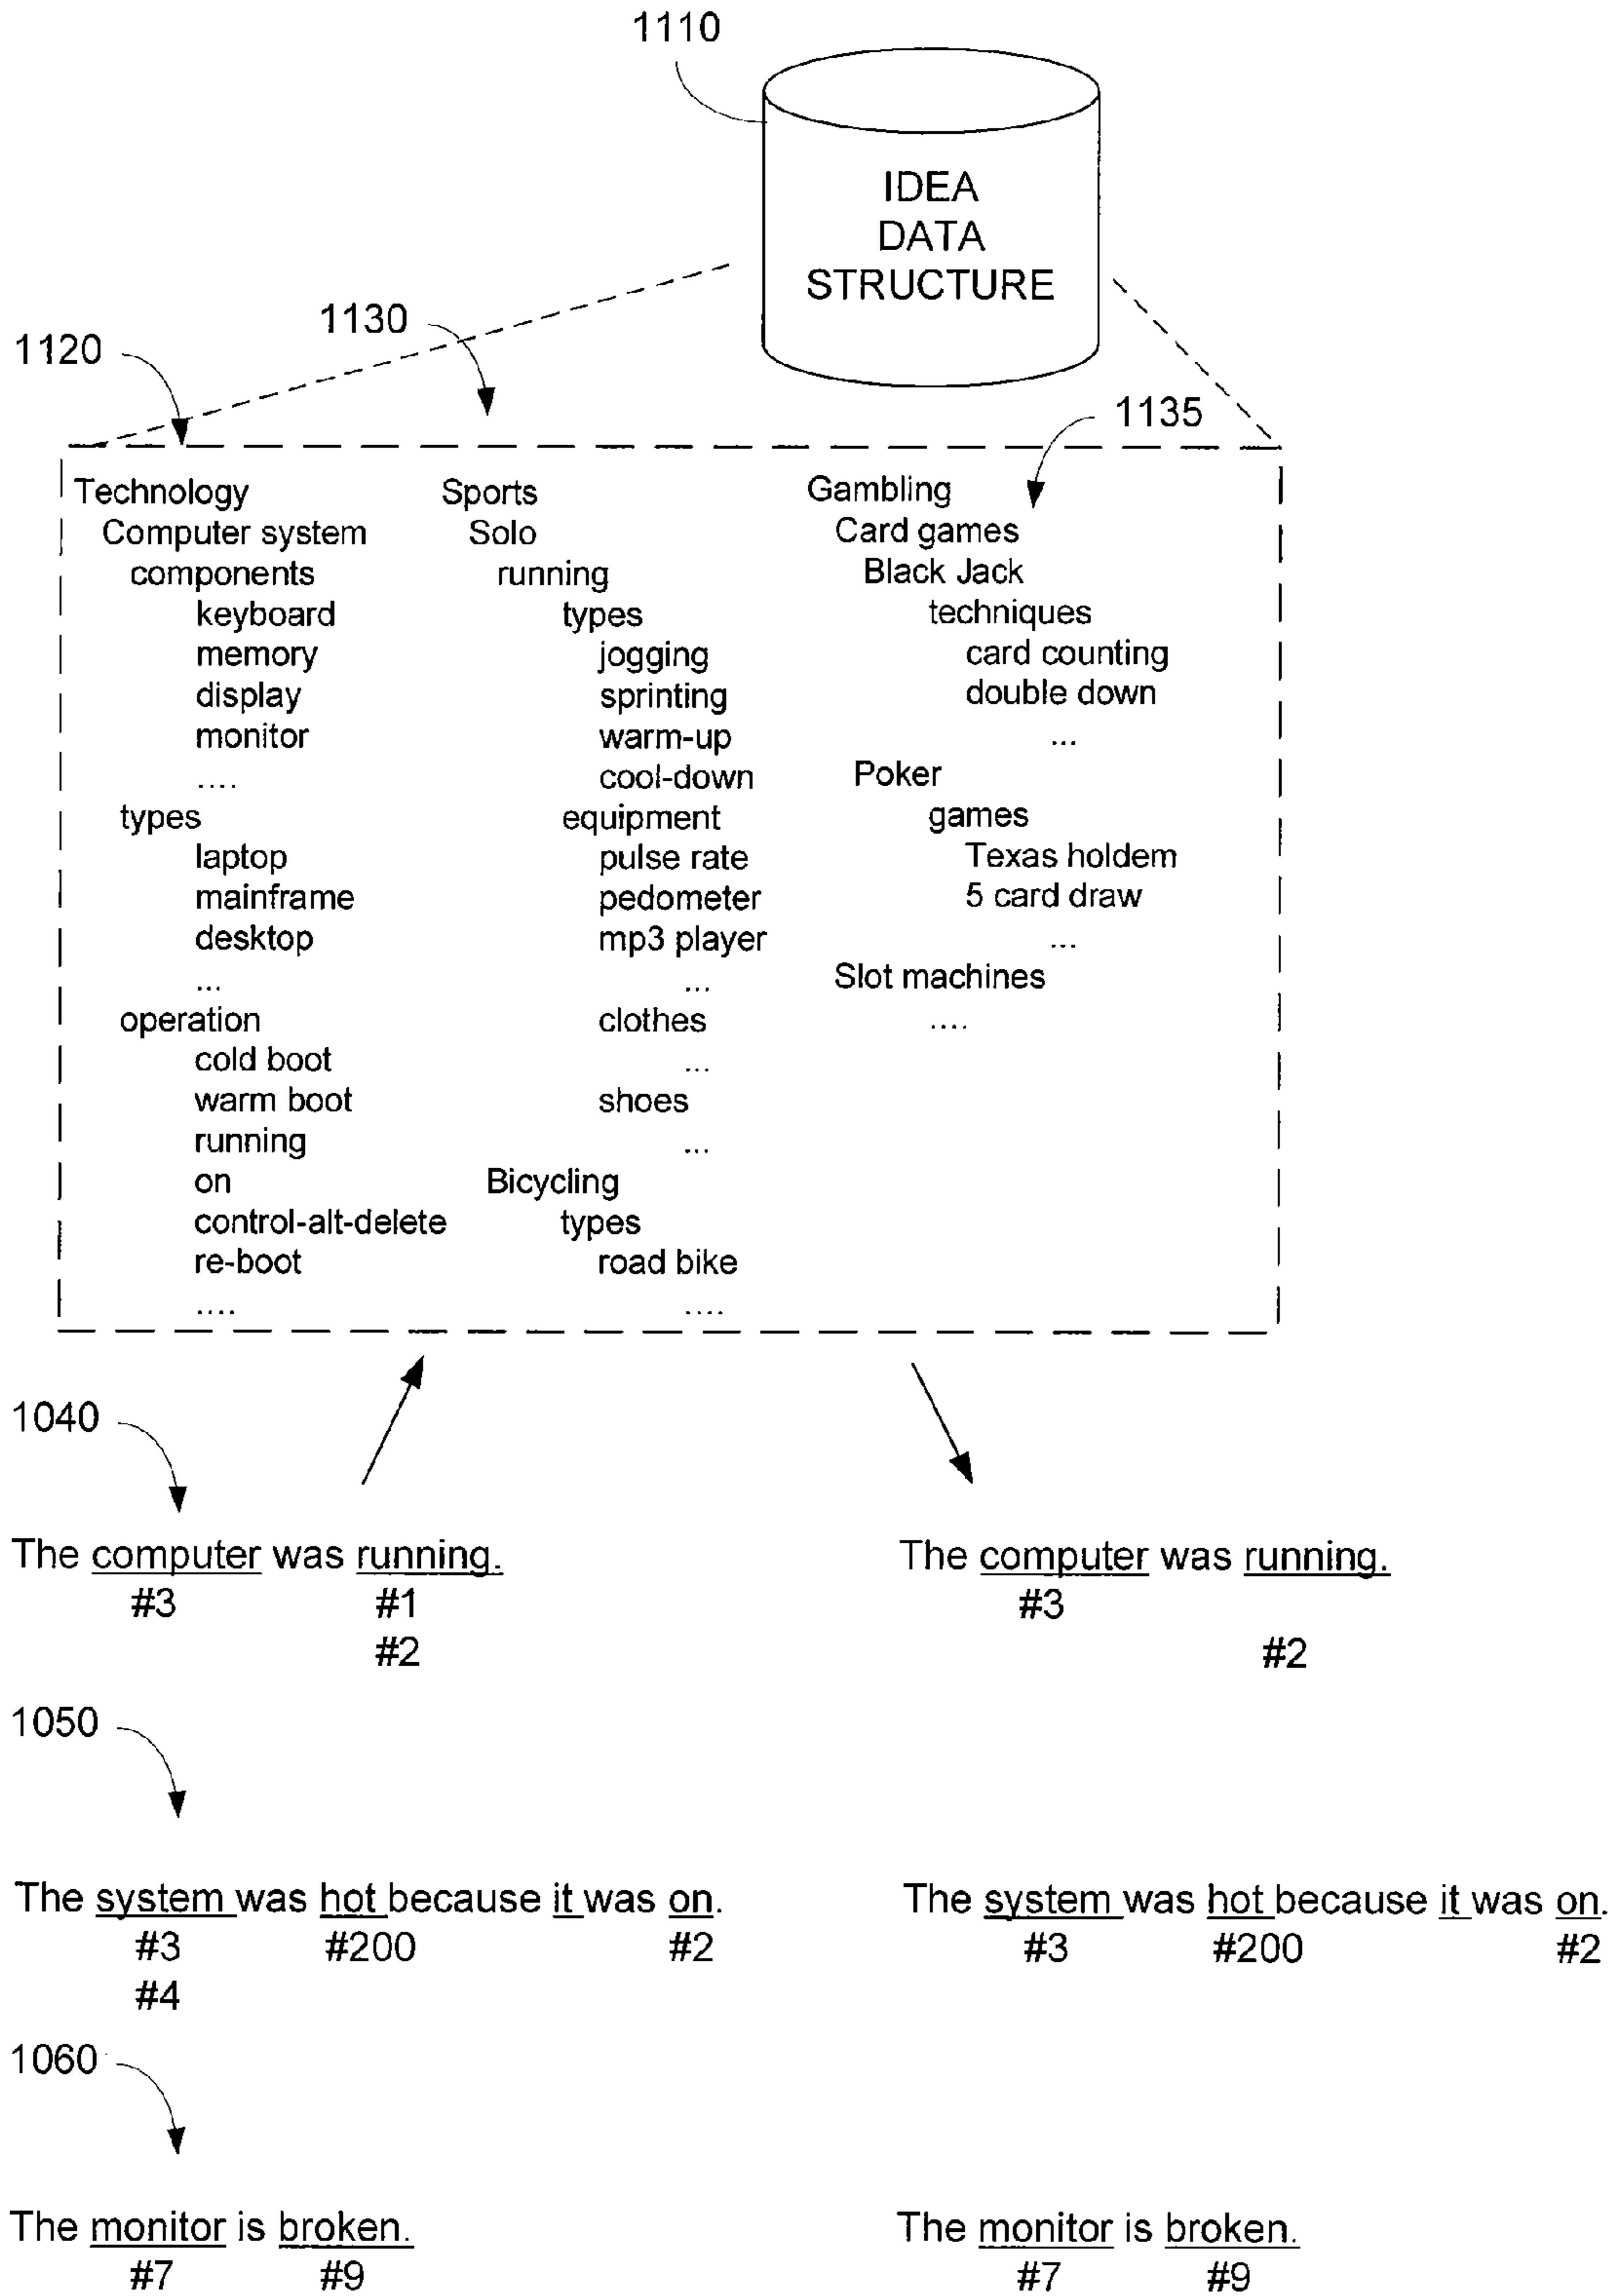 1110
IDEA
DATA
STRUCTURE
1130
1120
1135
Technology
Computer system
components
keyboard
memory
display
monitor
....
types
laptop
mainframe
desktop
...
operation
cold boot
warm boot
running
on
control-alt-delete
re-boot
....
Sports
Solo
running
types
jogging
sprinting
warm-up
cool-down
equipment
pulse rate
pedometer
mp3 player
...
clothes
...
shoes
...
Bicycling
types
road bike
....
Gambling
Card games
Black Jack
techniques
card counting
double down
...
Poker
games
Texas holdem
5 card draw
...
Slot machines
....
1040
The computer was running.
#3 #1
#2
The computer was running.
#3
#2
1050
The system was hot because it was on.
#3 #200 #2
#4
The system was hot because it was on.
#3 #200 #2
1060
The monitor is broken.
#7 #9
The monitor is broken.
#7 #9